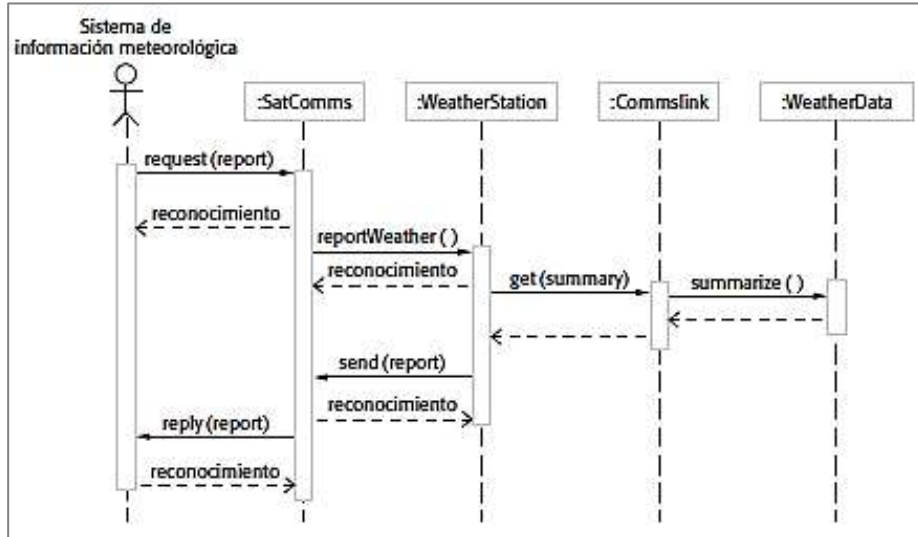 Sistema de
información meteorológica
:SatComms
:WeatherStation
:Commslink
:WeatherData
request (report)
reconocimiento
reportWeather ( )
reconocimiento
get (summary)
summarize ( )
send (report)
reconocimiento
reply (report)
reconocimiento